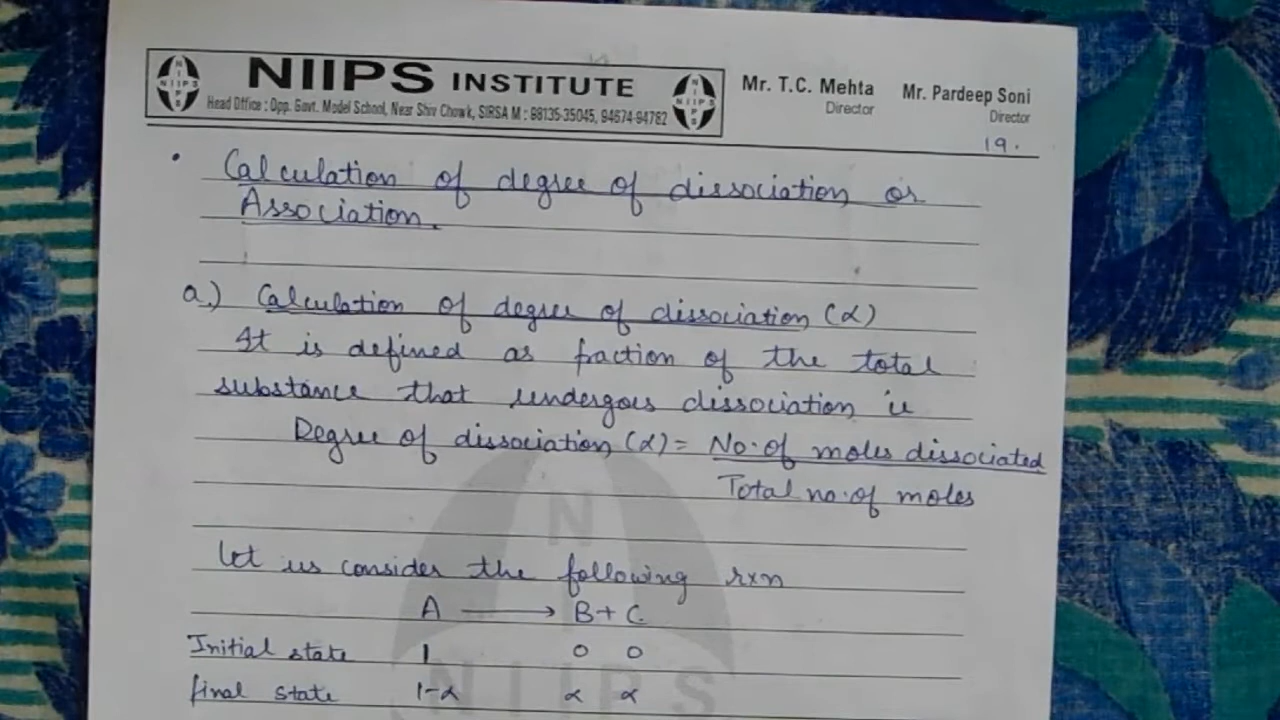 NIIPS INSTITUTE
Head Office : Opp. Govt. Model School, Near Shiv Chowk, SIRSA M : 98135-35045, 94674-94782
Mr. T.C. Mehta
Director
Mr. Pardeep Soni
Director
19.
• Calculation of degree of dissociation or
Association.
a.) Calculation of degree of dissociation (α)
It is defined as fraction of the total
substance that undergoes dissociation ie
Degree of dissociation (α) = No. of moles dissociated
Total no. of moles
let us consider the following rxn
A ⟶ B + C
Initial state 1 0 0
final state 1-α α α
N
NIIPS